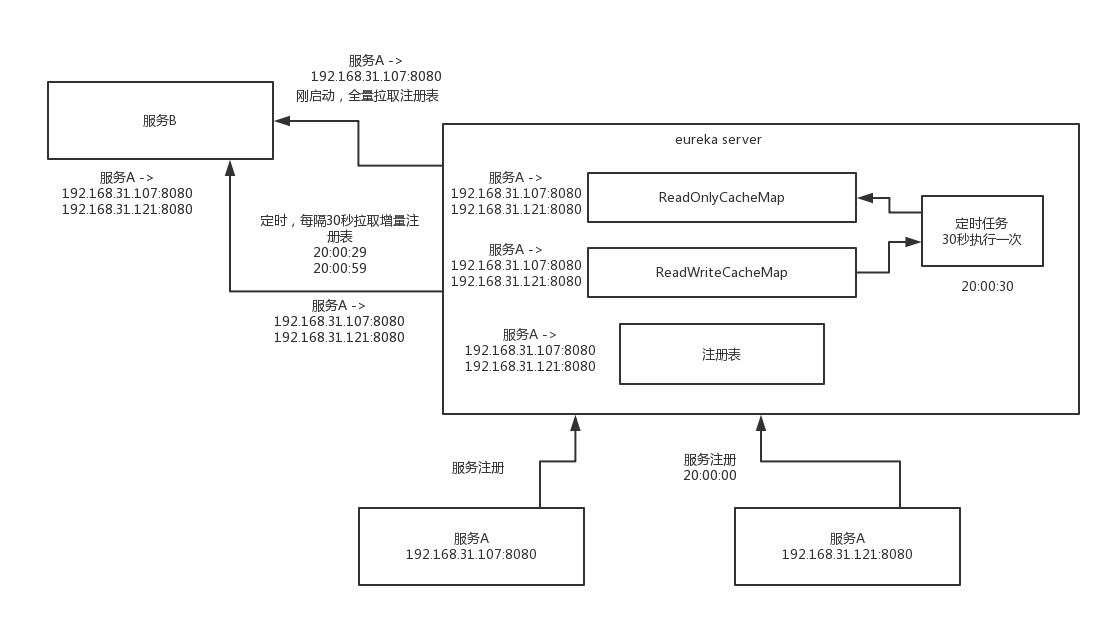 服务A ->
192.168.31.107:8080
刚启动，全量拉取注册表
服务B
服务A ->
192.168.31.107:8080
192.168.31.121:8080
定时，每隔30秒拉取增量注
册表
20:00:29
20:00:59
服务A ->
192.168.31.107:8080
192.168.31.121:8080
eureka server
服务A ->
192.168.31.107:8080
192.168.31.121:8080
ReadOnlyCacheMap
服务A ->
192.168.31.107:8080
192.168.31.121:8080
ReadWriteCacheMap
定时任务
30秒执行一次
20:00:30
服务A ->
192.168.31.107:8080
192.168.31.121:8080
注册表
服务注册
服务注册
20:00:00
服务A
192.168.31.107:8080
服务A
192.168.31.121:8080